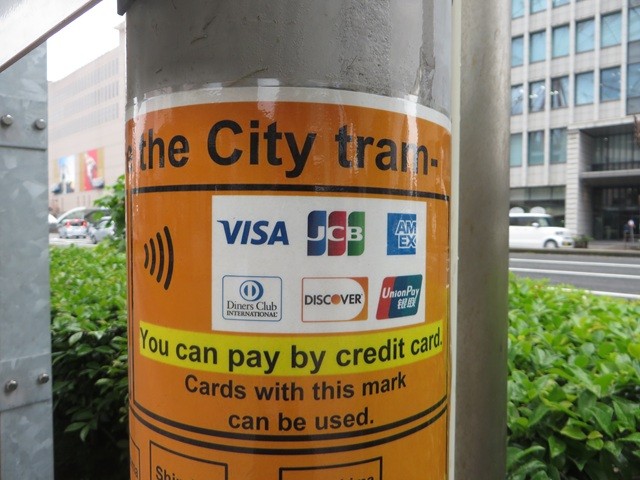 the City tram-
VISA JCB AM EX
Diners Club INTERNATIONAL DISCOVER UnionPay 银联
You can pay by credit card.
Cards with this mark
can be used.